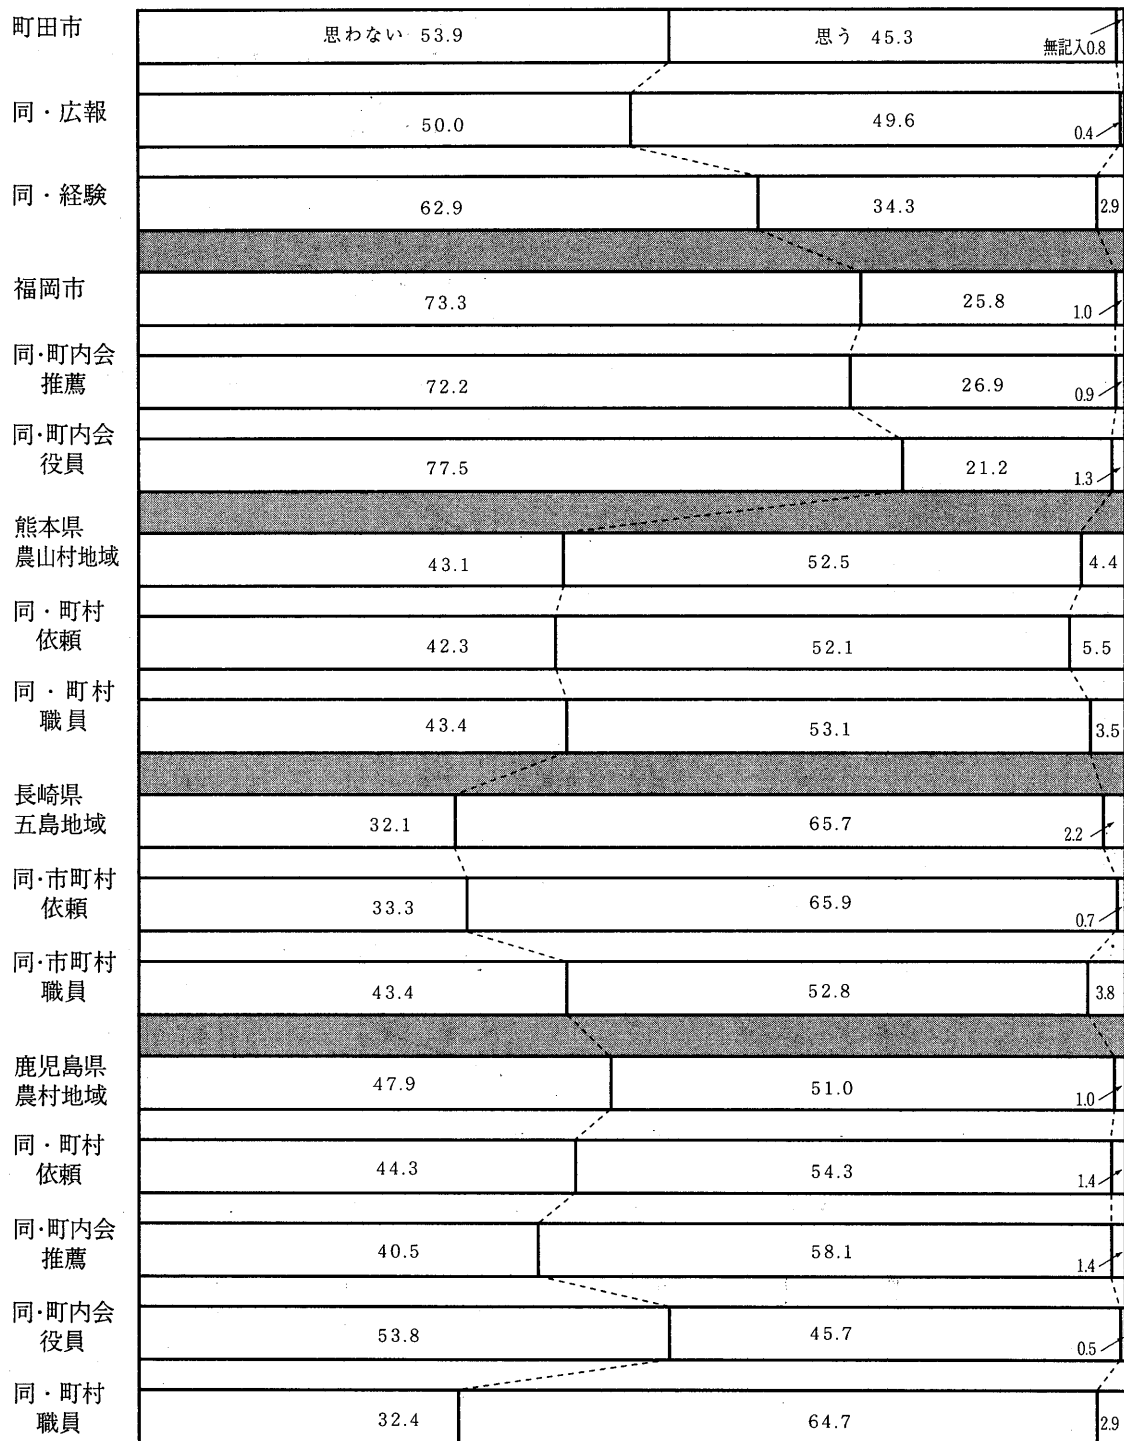 町田市
思わない 53.9
思う 45.3
無記入0.8
同・広報
50.0
49.6
0.4
同・経験
62.9
34.3
2.9
福岡市
73.3
25.8
1.0
同・町内会
推薦
72.2
26.9
0.9
同・町内会
役員
77.5
21.2
1.3
熊本県
農山村地域
43.1
52.5
4.4
同・町村
依頼
42.3
52.1
5.5
同・町村
職員
43.4
53.1
3.5
長崎県
五島地域
32.1
65.7
2.2
同・市町村
依頼
33.3
65.9
0.7
同・市町村
職員
43.4
52.8
3.8
鹿児島県
農村地域
47.9
51.0
1.0
同・町村
依頼
44.3
54.3
1.4
同・町内会
推薦
40.5
58.1
1.4
同・町内会
役員
53.8
45.7
0.5
同・町村
職員
32.4
64.7
2.9